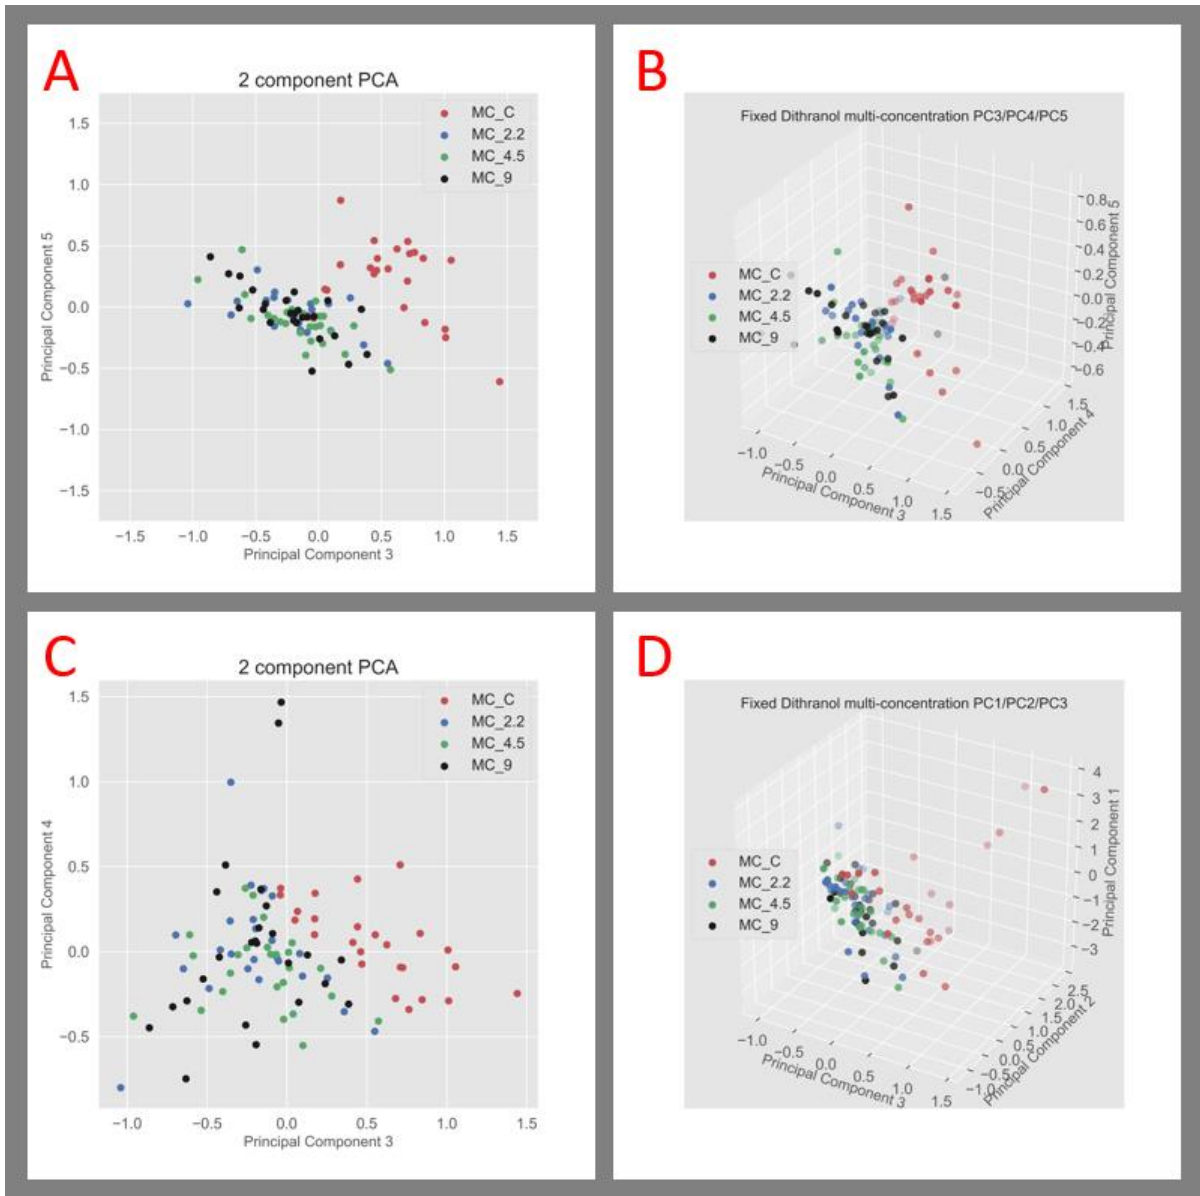 A
2 component PCA
MC_C
MC_2.2
MC_4.5
MC_9
1.5
1.0
0.5
0.0
−0.5
−1.0
−1.5
Principal Component 5
−1.5 −1.0 −0.5 0.0 0.5 1.0 1.5
Principal Component 3
B
Fixed Dithranol multi-concentration PC3/PC4/PC5
MC_C
MC_2.2
MC_4.5
MC_9
0.8
0.6
0.4
0.2
0.0
−0.2
−0.4
−0.6
Principal Component 5
1.5
1.0
0.5
0.0
−0.5
Principal Component 4
−1.0 −0.5 0.0 0.5 1.0 1.5
Principal Component 3
C
2 component PCA
MC_C
MC_2.2
MC_4.5
MC_9
1.5
1.0
0.5
0.0
−0.5
Principal Component 4
−1.0 −0.5 0.0 0.5 1.0 1.5
Principal Component 3
D
Fixed Dithranol multi-concentration PC1/PC2/PC3
MC_C
MC_2.2
MC_4.5
MC_9
4
3
2
1
0
−1
−2
−3
Principal Component 1
2.5
2.0
1.5
1.0
0.5
0.0
−0.5
−1.0
Principal Component 2
−1.0 −0.5 0.0 0.5 1.0 1.5
Principal Component 3